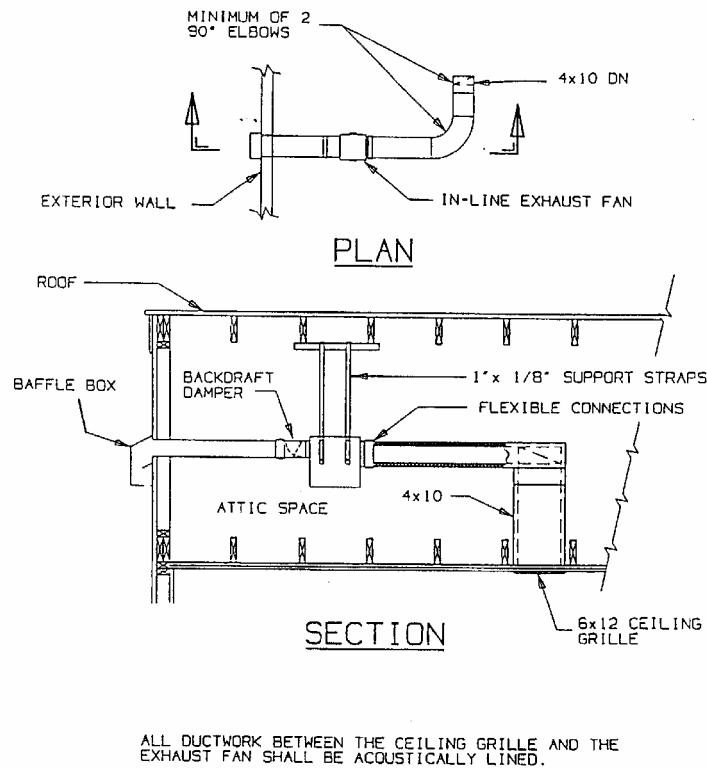 MINIMUM OF 2
90° ELBOWS
4x10 DN
EXTERIOR WALL
IN-LINE EXHAUST FAN
PLAN
ROOF
BAFFLE BOX
BACKDRAFT
DAMPER
1"x 1/8" SUPPORT STRAPS
FLEXIBLE CONNECTIONS
4x10
ATTIC SPACE
6x12 CEILING
GRILLE
SECTION
ALL DUCTWORK BETWEEN THE CEILING GRILLE AND THE
EXHAUST FAN SHALL BE ACOUSTICALLY LINED.